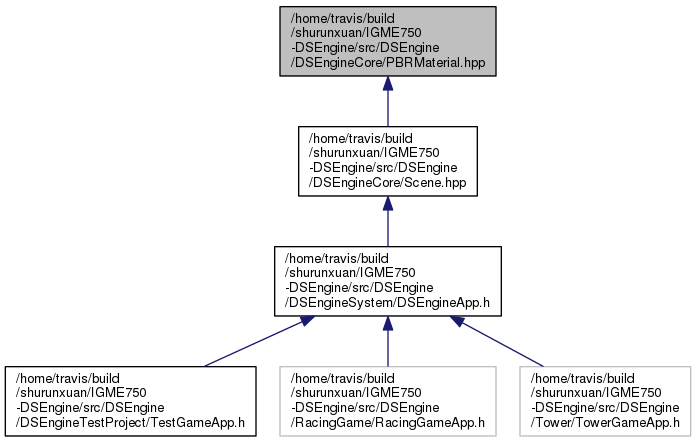 /home/travis/build
/shurunxuan/IGME750
-DSEngine/src/DSEngine
/DSEngineCore/PBRMaterial.hpp
/home/travis/build
/shurunxuan/IGME750
-DSEngine/src/DSEngine
/DSEngineCore/Scene.hpp
/home/travis/build
/shurunxuan/IGME750
-DSEngine/src/DSEngine
/DSEngineSystem/DSEngineApp.h
/home/travis/build
/shurunxuan/IGME750
-DSEngine/src/DSEngine
/DSEngineTestProject/TestGameApp.h
/home/travis/build
/shurunxuan/IGME750
-DSEngine/src/DSEngine
/RacingGame/RacingGameApp.h
/home/travis/build
/shurunxuan/IGME750
-DSEngine/src/DSEngine
/Tower/TowerGameApp.h